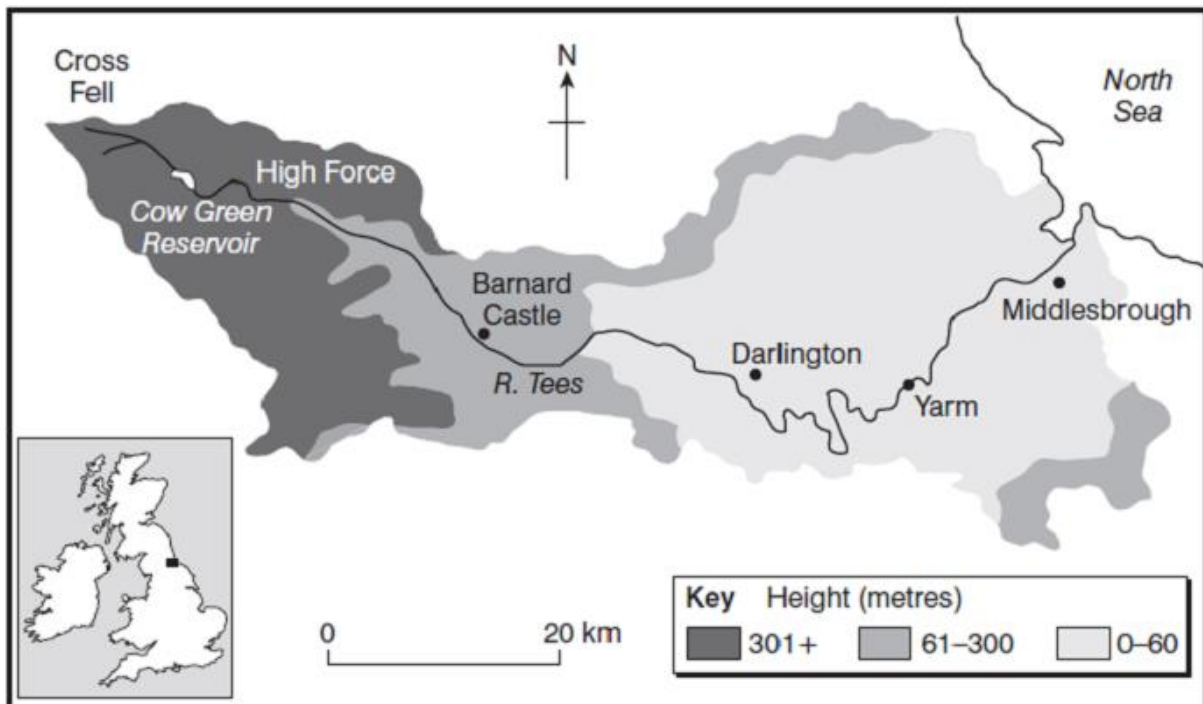 Cross
Fell
N
North
Sea
High Force
Cow Green
Reservoir
Barnard
Castle
Middlesbrough
Darlington
R. Tees
Yarm
Key Height (metres)
0 20 km
301+ 61–300 0–60